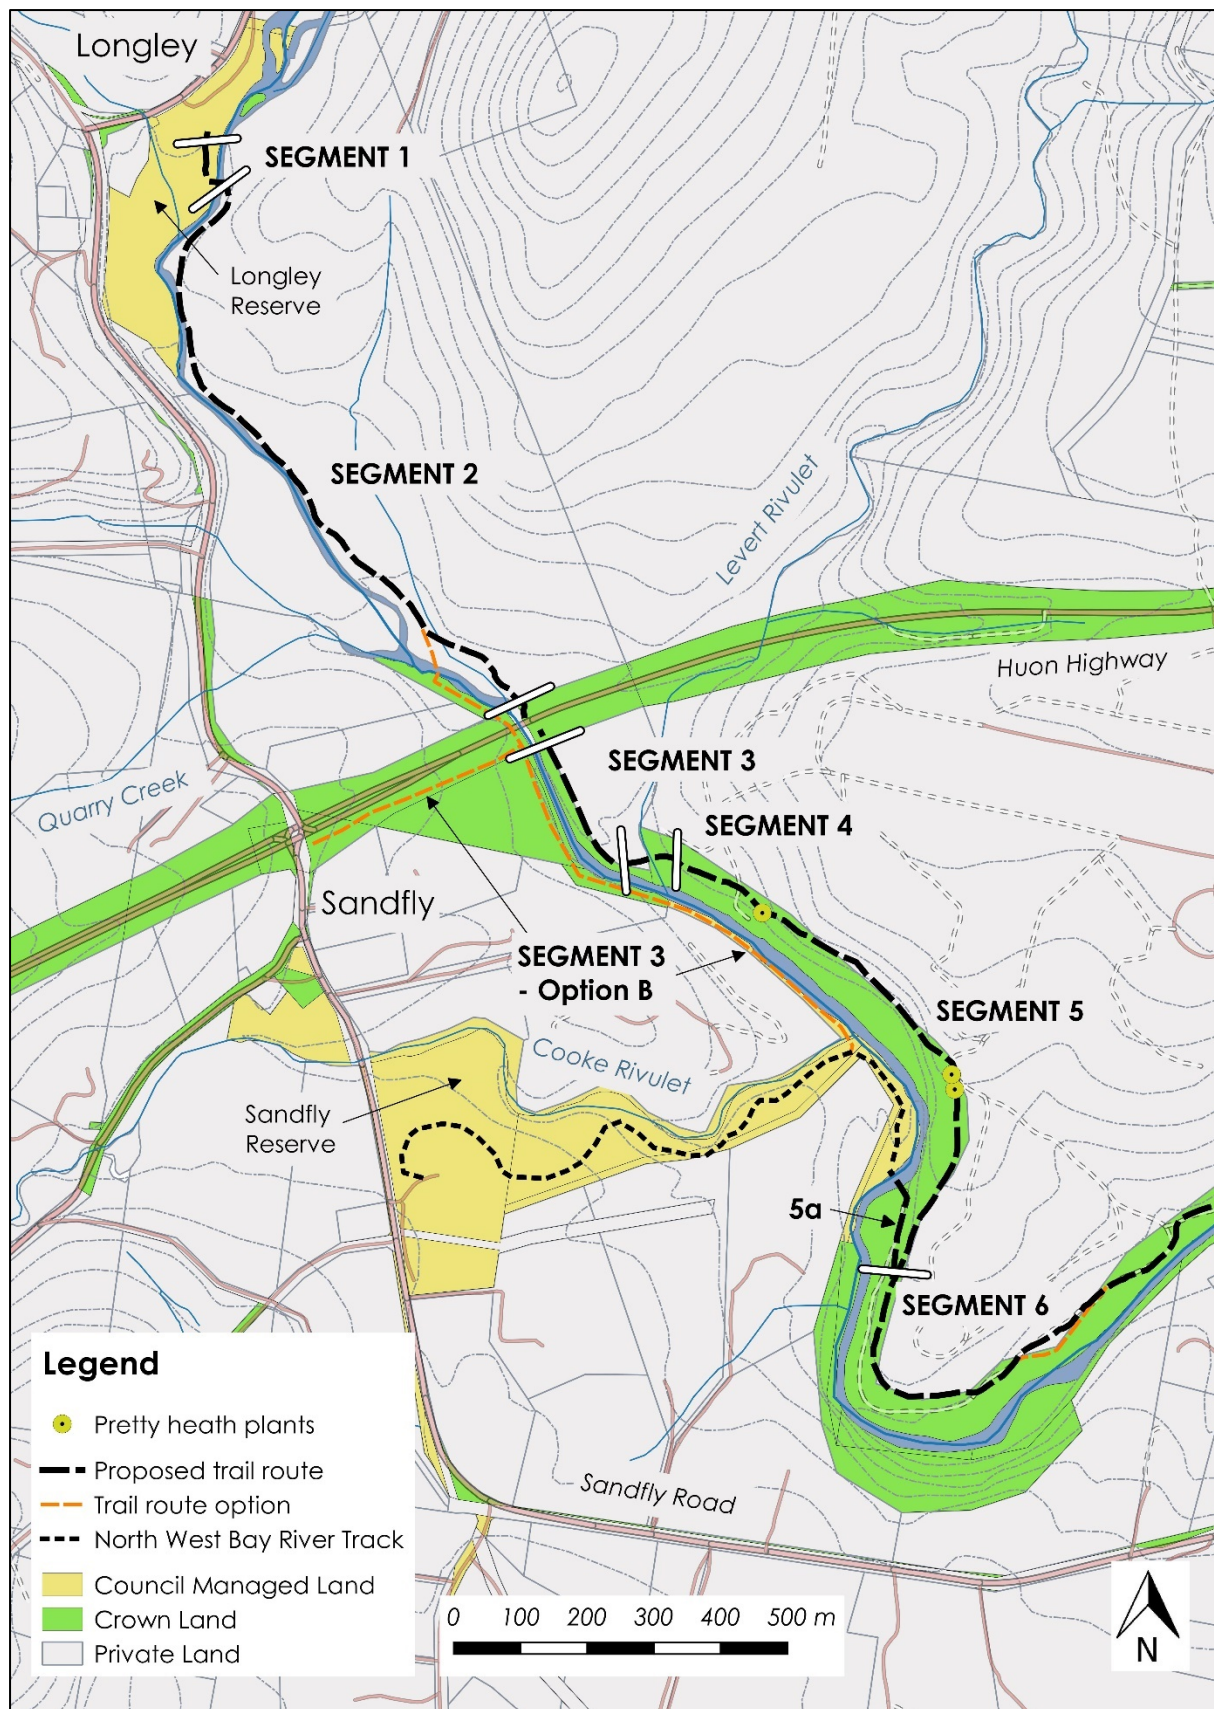 Longley
SEGMENT 1
Longley
Reserve
SEGMENT 2
Levert Rivulet
Huon Highway
Quarry Creek
SEGMENT 3
SEGMENT 4
Sandfly
SEGMENT 3
- Option B
SEGMENT 5
Cooke Rivulet
Sandfly
Reserve
5a
SEGMENT 6
Sandfly Road
Legend
Pretty heath plants
Proposed trail route
Trail route option
North West Bay River Track
Council Managed Land
Crown Land
Private Land
0 100 200 300 400 500 m
N